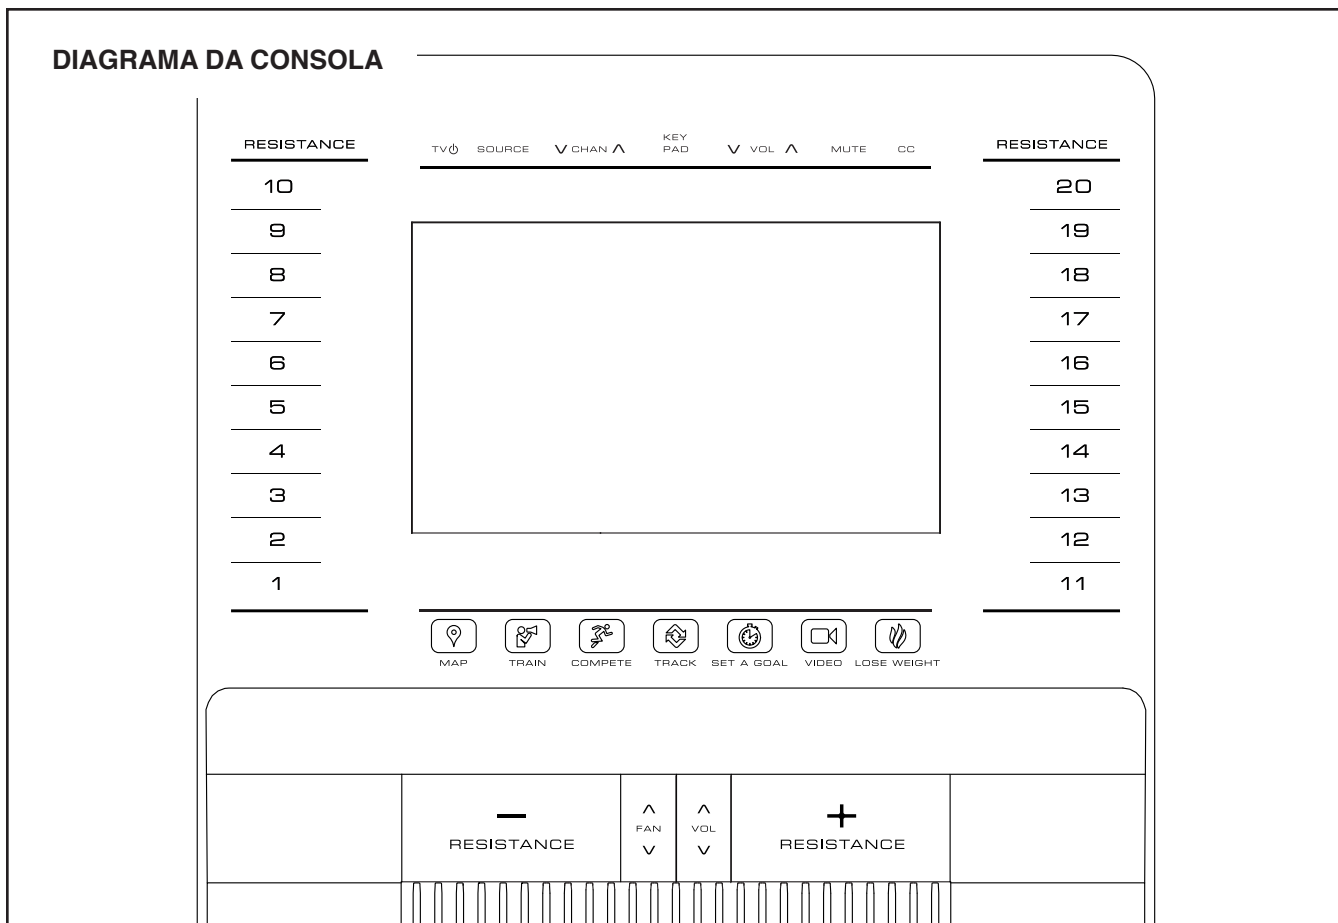 DIAGRAMA DA CONSOLA
RESISTANCE
10
9
8
7
6
5
4
3
2
1
TV SOURCE CHAN KEY PAD VOL MUTE CC
RESISTANCE
20
19
18
17
16
15
14
13
12
11
MAP TRAIN COMPETE TRACK SET A GOAL VIDEO LOSE WEIGHT
−
RESISTANCE
FAN
VOL
+
RESISTANCE